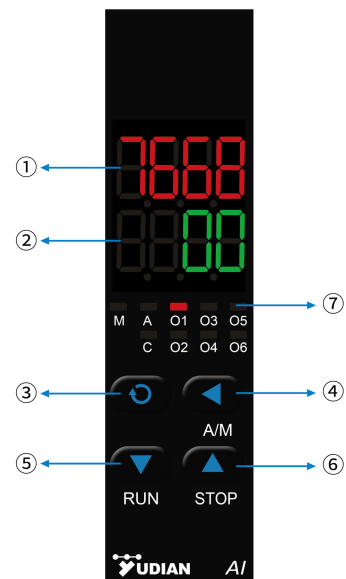 ① 7668
② 00
⑦
M A O1 O3 O5
C O2 O4 O6
③ ④
A/M
⑤ ⑥
RUN STOP
YUDIAN AI